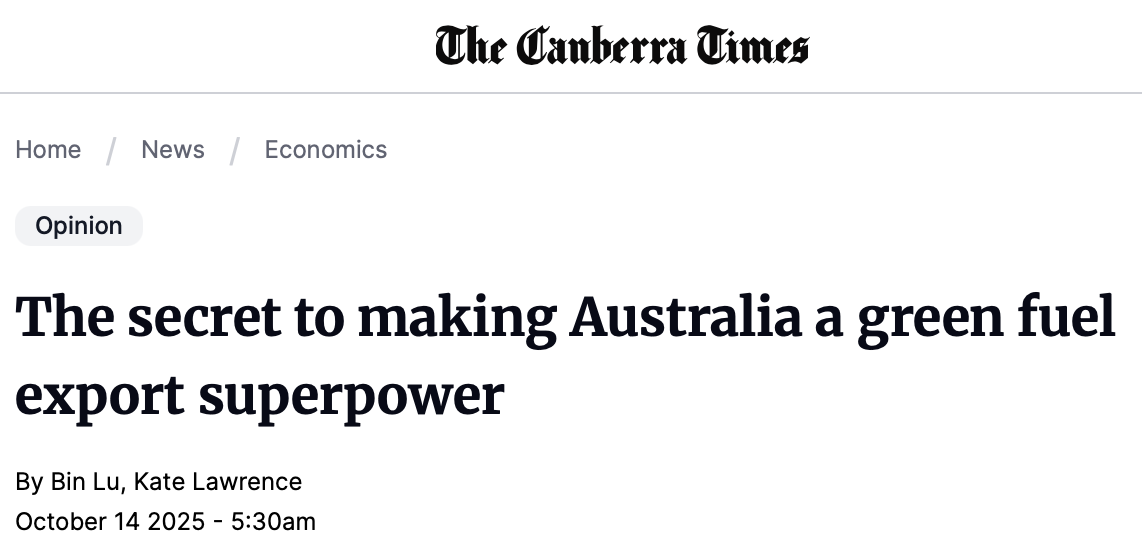 The Canberra Times
Home / News / Economics
Opinion
The secret to making Australia a green fuel
export superpower
By Bin Lu, Kate Lawrence
October 14 2025 - 5:30am